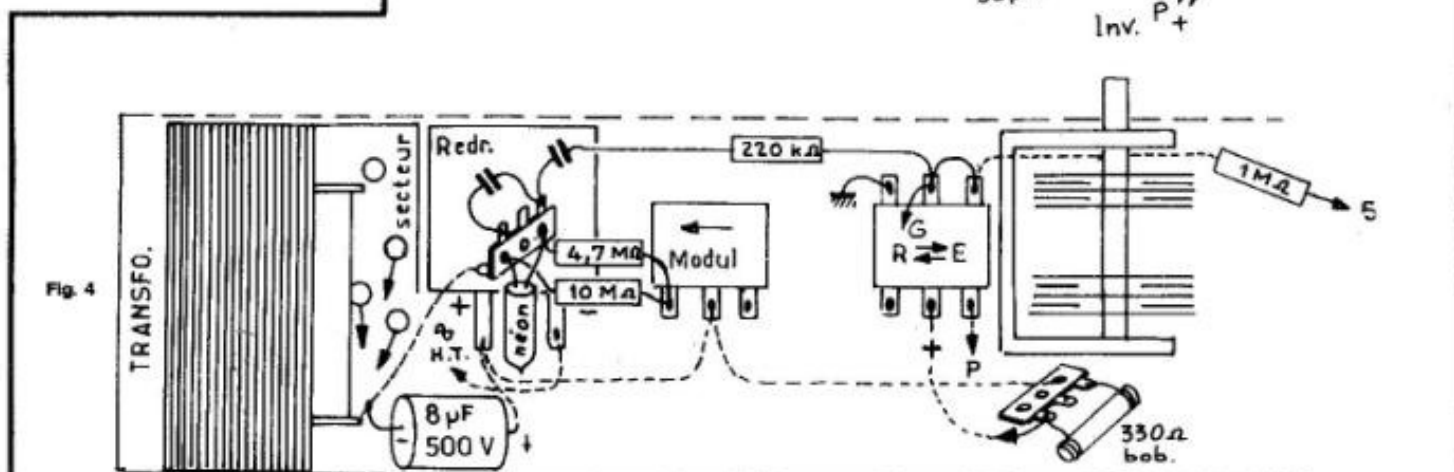 Inv. P +
Fig. 4
TRANSFO.
secteur
Redr.
220 kΩ
1 MΩ
5
G
R E
4,7 MΩ
10 MΩ
Modul
néon
+
−
H.T.
+
P
8 µF
500 V
−
330 Ω
bob.